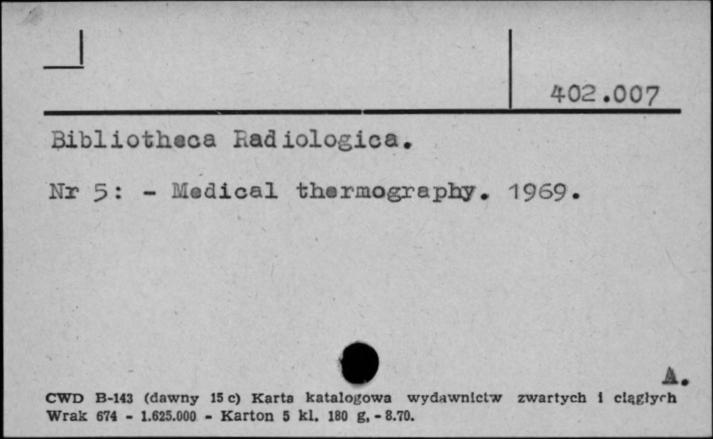 402.007
Bibliotheca Radiologica.
Nr 5: - Medical thermography. 1969.
A.
CWD B-143 (dawny 15 c) Karta katalogowa wydawnictw zwartych i ciągłych
Wrak 674 - 1.625.000 - Karton 5 kl. 180 g. - 8.70.